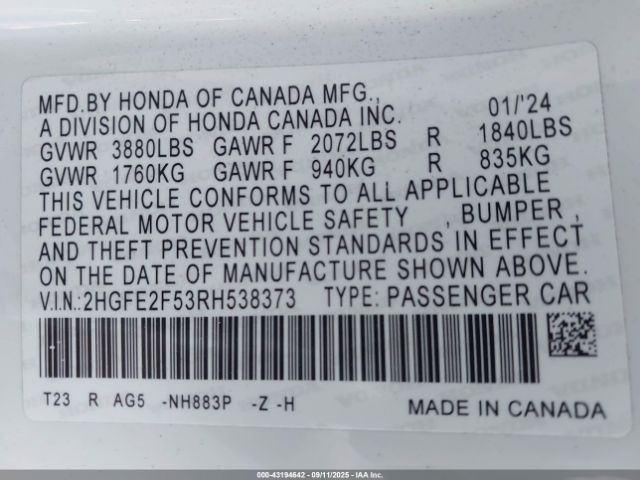 MFD.BY HONDA OF CANADA MFG.,
A DIVISION OF HONDA CANADA INC. 01/'24
GVWR 3880LBS GAWR F 2072LBS R 1840LBS
GVWR 1760KG GAWR F 940KG R 835KG
THIS VEHICLE CONFORMS TO ALL APPLICABLE
FEDERAL MOTOR VEHICLE SAFETY , BUMPER ,
AND THEFT PREVENTION STANDARDS IN EFFECT
ON THE DATE OF MANUFACTURE SHOWN ABOVE.
V.I.N.:2HGFE2F53RH538373 TYPE: PASSENGER CAR
T23 R AG5 -NH883P -Z -H MADE IN CANADA
000-43194642 - 09/11/2025 - IAA Inc.